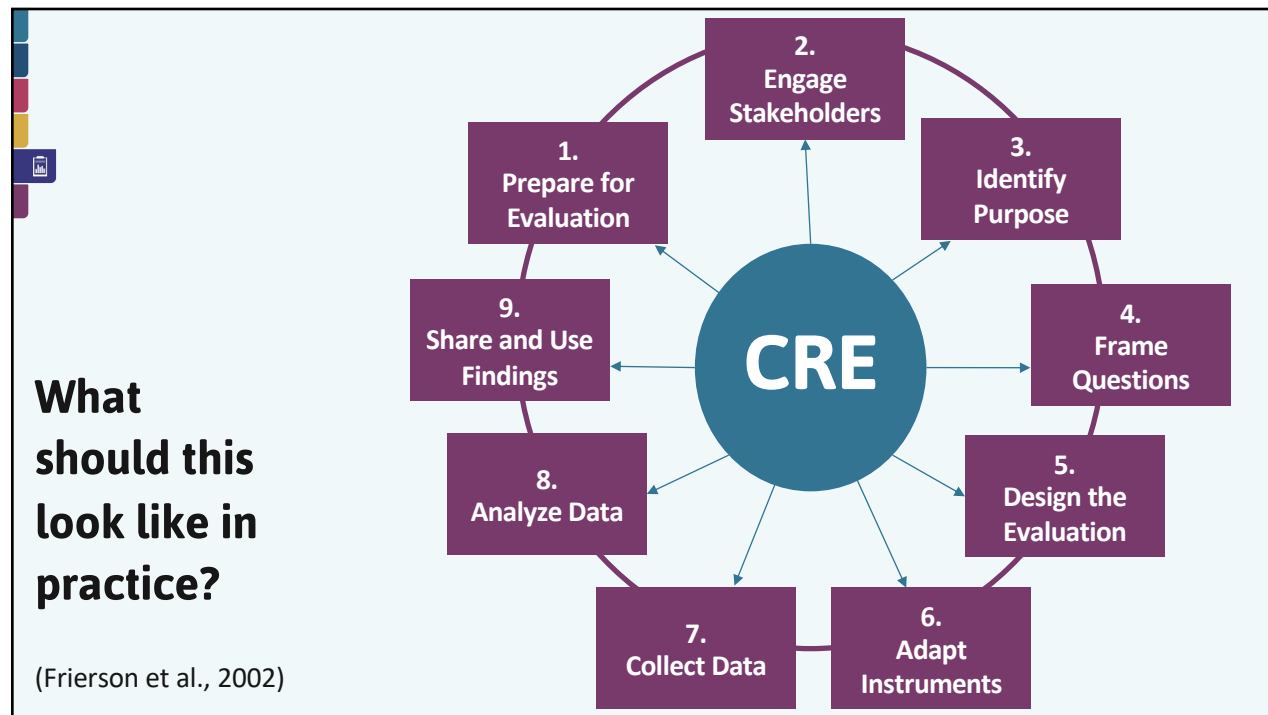 What
should this
look like in
practice?
(Frierson et al., 2002)
CRE
1.
Prepare for
Evaluation
2.
Engage
Stakeholders
3.
Identify
Purpose
4.
Frame
Questions
5.
Design the
Evaluation
6.
Adapt
Instruments
7.
Collect Data
8.
Analyze Data
9.
Share and Use
Findings